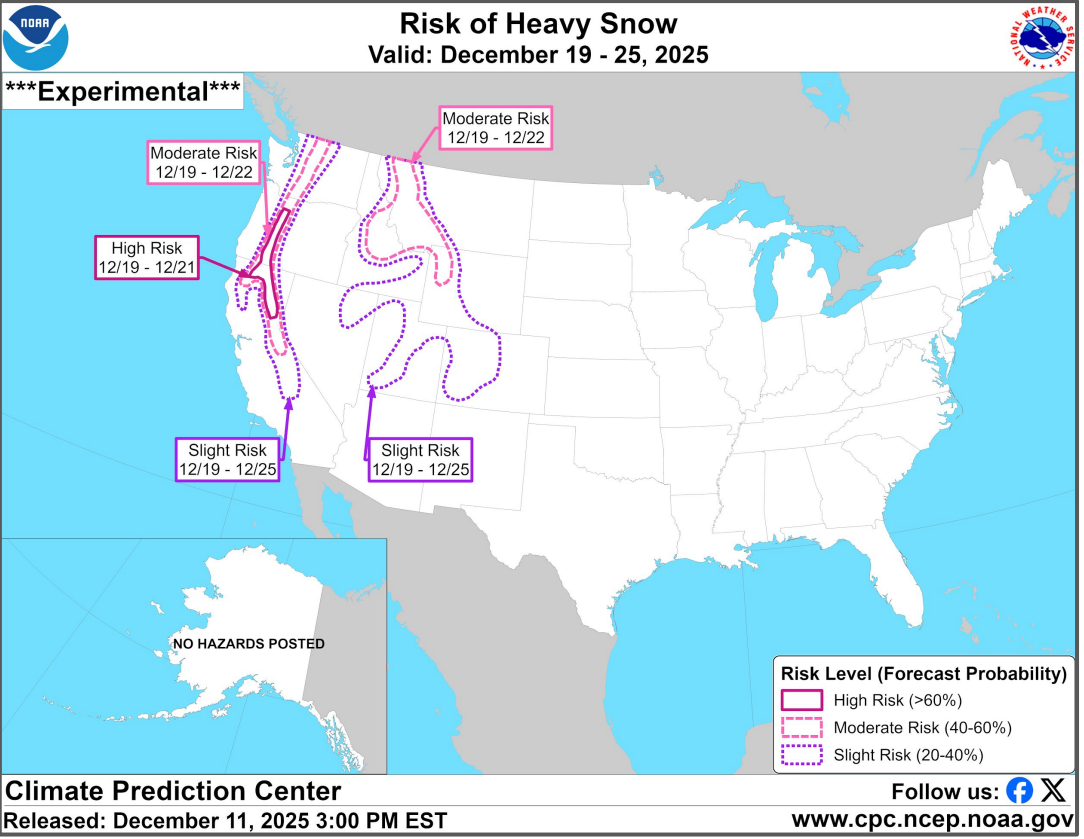 NOAA
Risk of Heavy Snow
Valid: December 19 - 25, 2025
NATIONAL WEATHER SERVICE
***Experimental***
Moderate Risk
12/19 - 12/22
Moderate Risk
12/19 - 12/22
High Risk
12/19 - 12/21
Slight Risk
12/19 - 12/25
Slight Risk
12/19 - 12/25
NO HAZARDS POSTED
Risk Level (Forecast Probability)
High Risk (>60%)
Moderate Risk (40-60%)
Slight Risk (20-40%)
Climate Prediction Center
Follow us:
Released: December 11, 2025 3:00 PM EST
www.cpc.ncep.noaa.gov